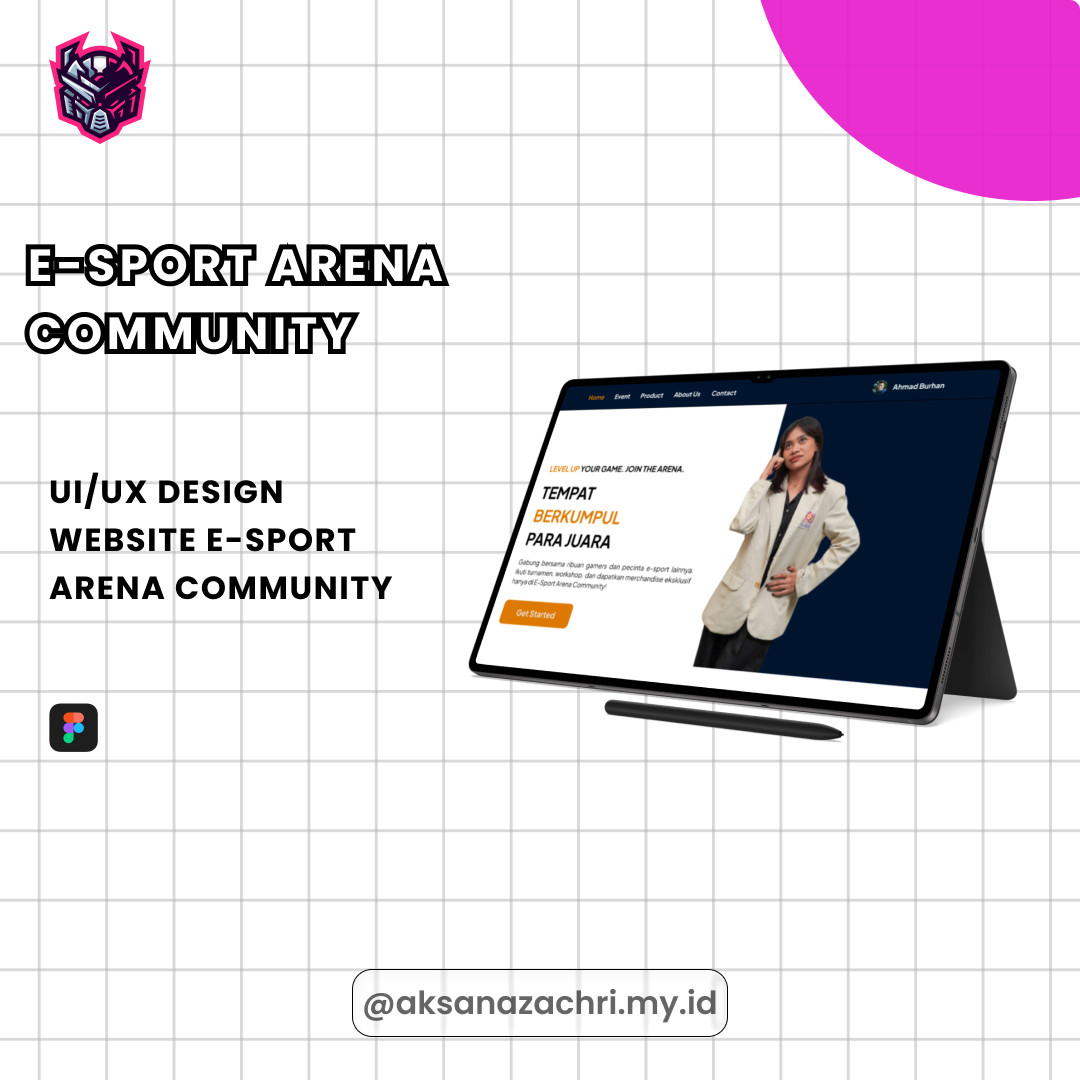 E-SPORT ARENA
COMMUNITY
UI/UX DESIGN
WEBSITE E-SPORT
ARENA COMMUNITY
Home Event Product About Us Contact
Ahmad Burhan
LEVEL UP YOUR GAME. JOIN THE ARENA.
TEMPAT
BERKUMPUL
PARA JUARA
Gabung bersama ribuan gamers dan pecinta e-sport lainnya.
Ikuti turnamen, workshop, dan dapatkan merchandise eksklusif
hanya di E-Sport Arena Community!
Get Started
@aksanazachri.my.id